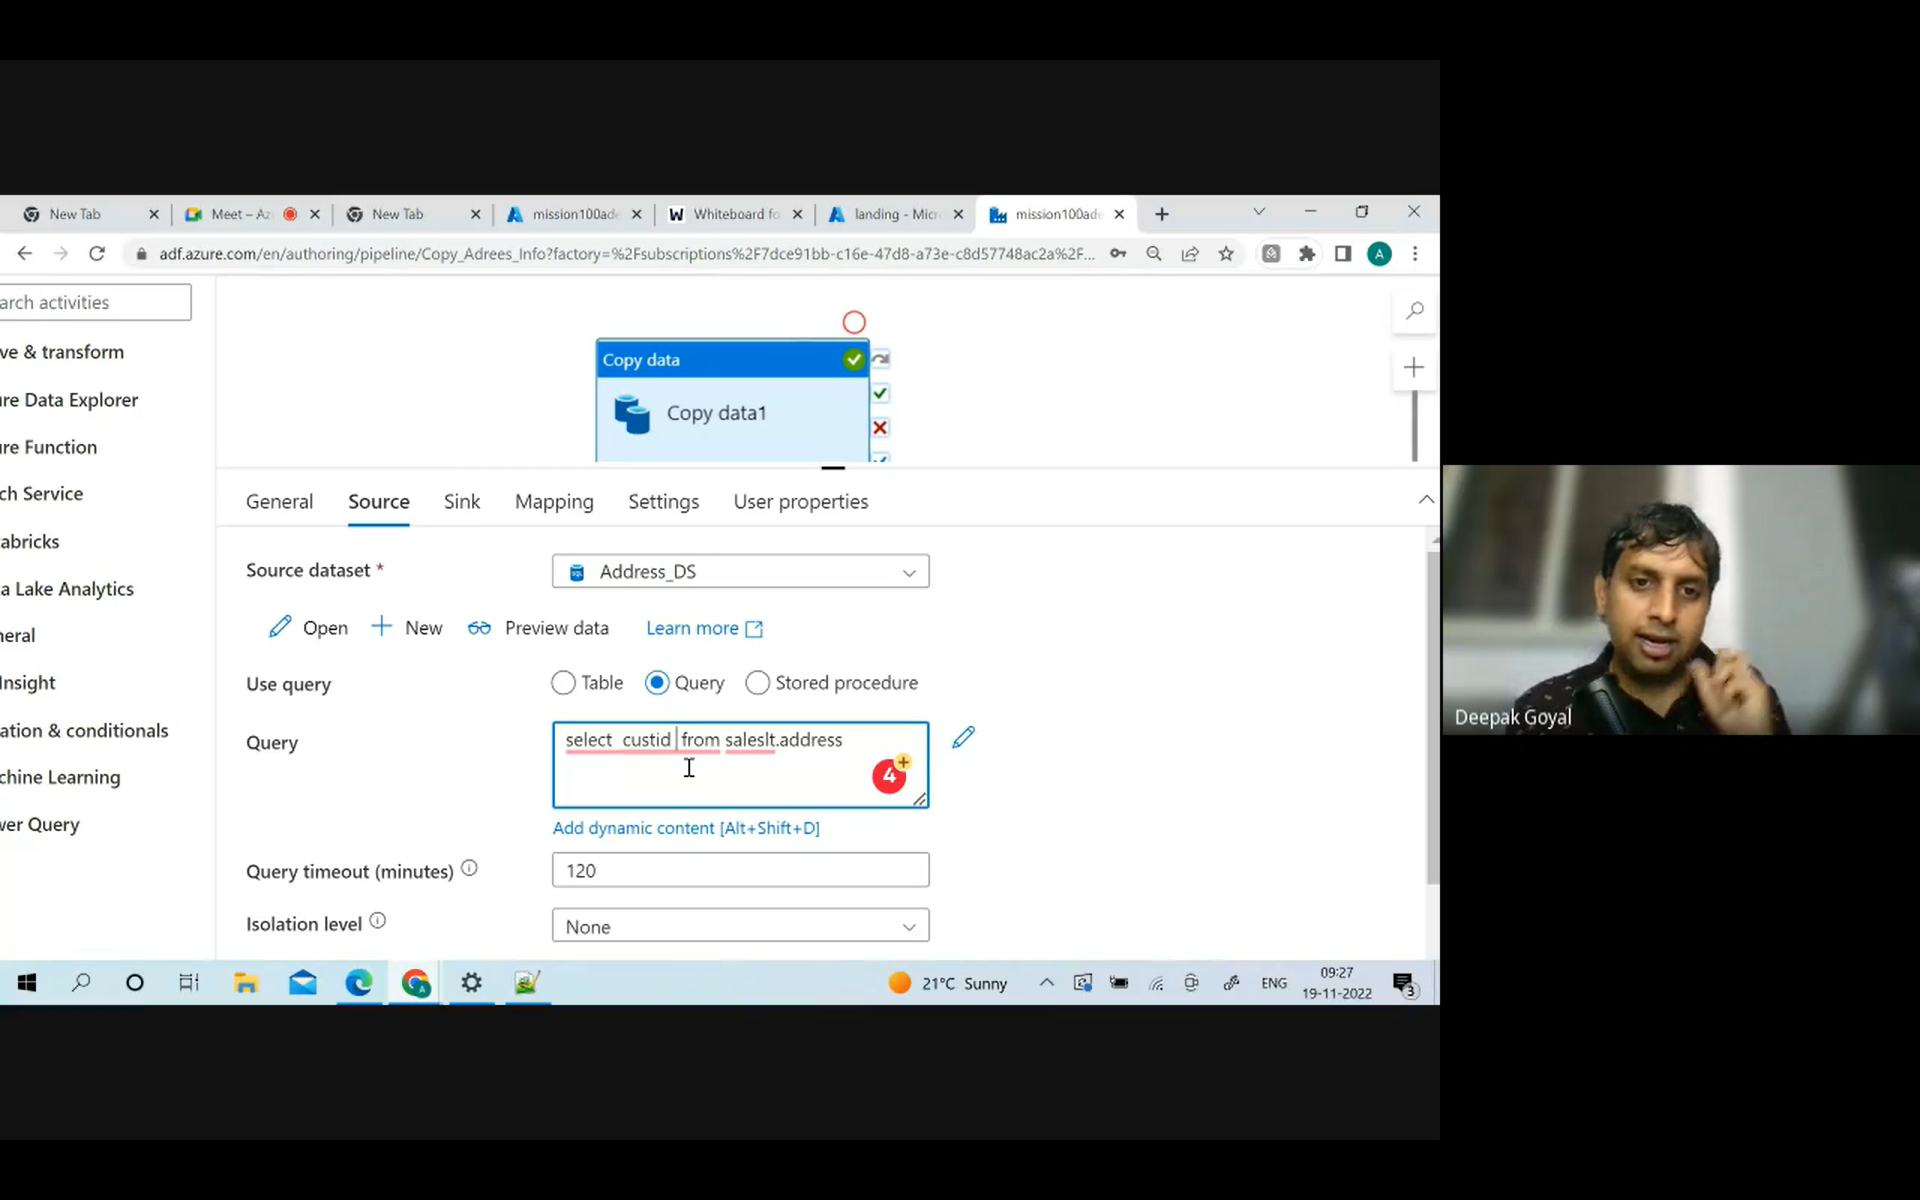 New Tab
Meet – Az
New Tab
mission100ade
Whiteboard fo
landing - Micr
mission100ade
adf.azure.com/en/authoring/pipeline/Copy_Adrees_Info?factory=%2Fsubscriptions%2F7dce91bb-c16e-47d8-a73e-c8d57748ac2a%2F...
A
arch activities
ve & transform
ure Data Explorer
ure Function
ch Service
abricks
a Lake Analytics
neral
Insight
ation & conditionals
chine Learning
wer Query
Copy data
Copy data1
General
Source
Sink
Mapping
Settings
User properties
Source dataset *
Address_DS
Open
New
Preview data
Learn more
Use query
Table
Query
Stored procedure
Query
select custid from saleslt.address
4
Add dynamic content [Alt+Shift+D]
Query timeout (minutes)
120
Isolation level
None
Deepak Goyal
21°C Sunny
ENG
09:27
19-11-2022
3